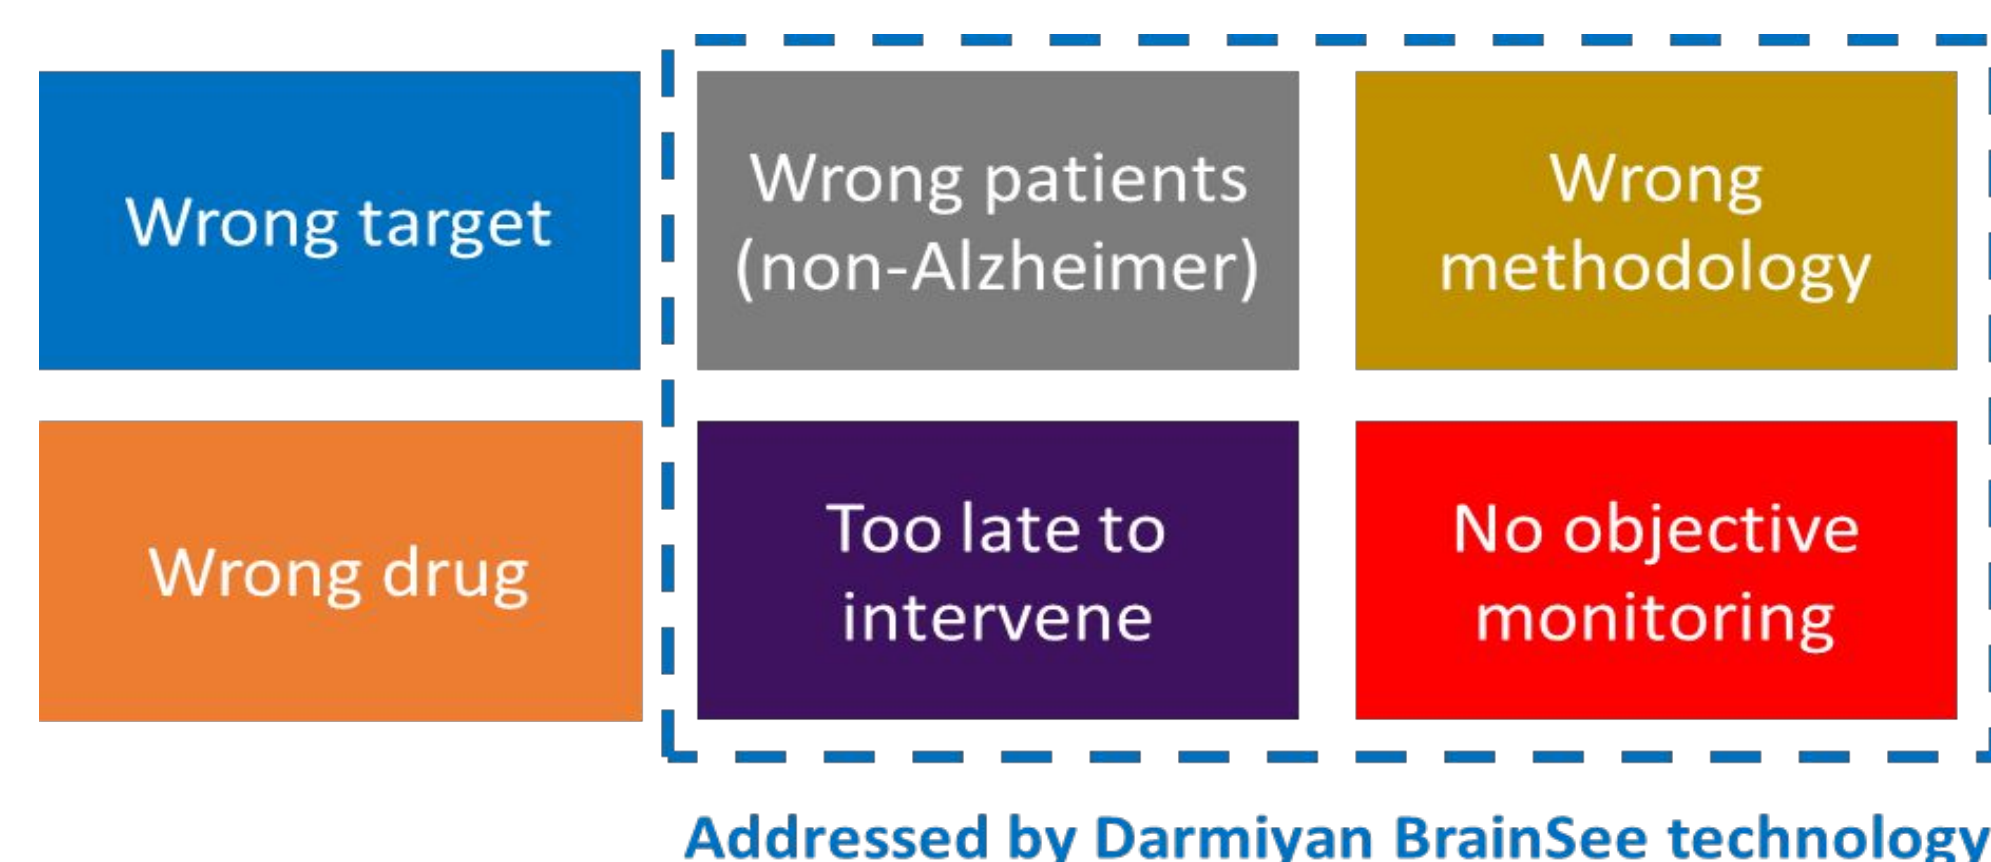 Wrong target
Wrong patients
(non-Alzheimer)
Wrong
methodology
Wrong drug
Too late to
intervene
No objective
monitoring
Addressed by Darmiyan BrainSee technology